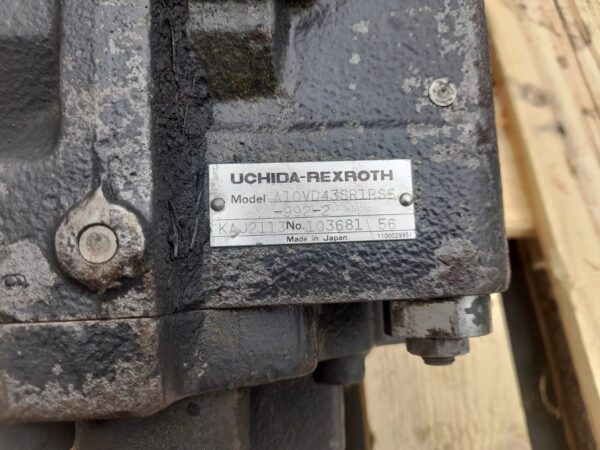 UCHIDA-REXROTH
Model A10VD43SR1RS5
-992-2
KAJ2113 No. 103681 56
Made in Japan